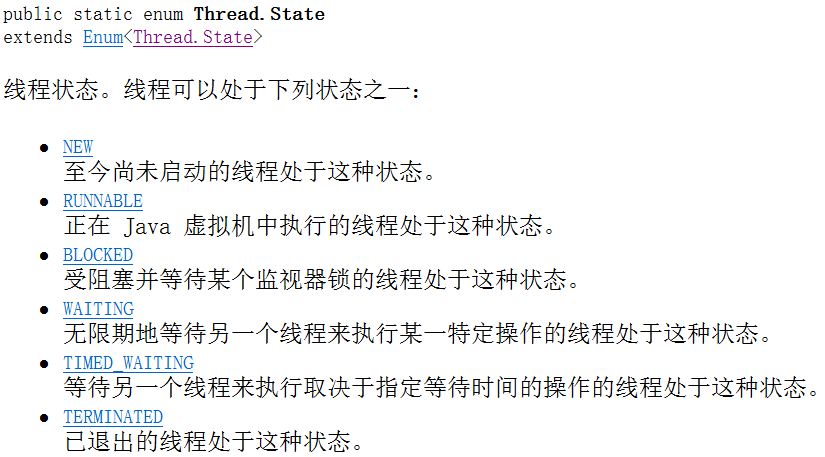 public static enum Thread.State
extends Enum<Thread.State>
线程状态。线程可以处于下列状态之一：
● NEW
至今尚未启动的线程处于这种状态。
● RUNNABLE
正在 Java 虚拟机中执行的线程处于这种状态。
● BLOCKED
受阻塞并等待某个监视器锁的线程处于这种状态。
● WAITING
无限期地等待另一个线程来执行某一特定操作的线程处于这种状态。
● TIMED_WAITING
等待另一个线程来执行取决于指定等待时间的操作的线程处于这种状态。
● TERMINATED
已退出的线程处于这种状态。